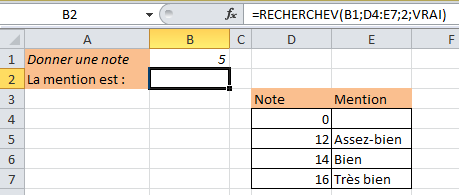 B2 fx =RECHERCHEV(B1;D4:E7;2;VRAI)
A B C D E F
1 Donner une note 5
2 La mention est :
3 Note Mention
4 0
5 12 Assez-bien
6 14 Bien
7 16 Très bien